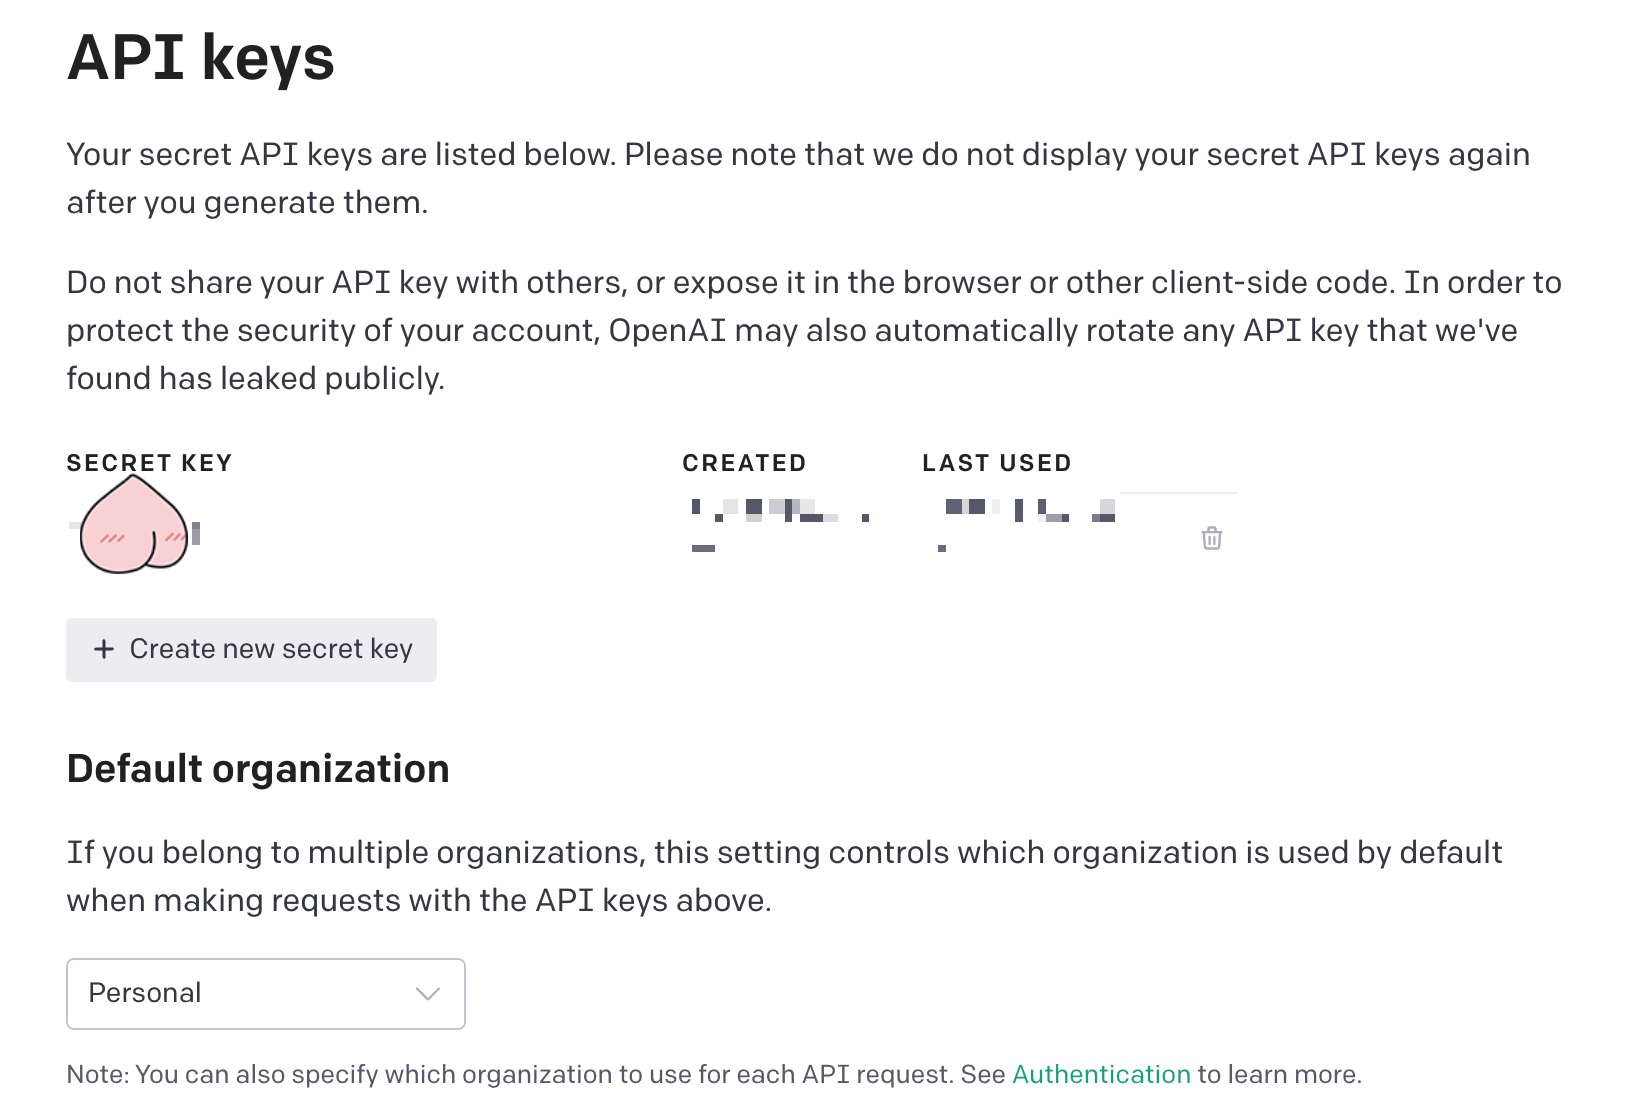 API keys
Your secret API keys are listed below. Please note that we do not display your secret API keys again
after you generate them.
Do not share your API key with others, or expose it in the browser or other client-side code. In order to
protect the security of your account, OpenAI may also automatically rotate any API key that we've
found has leaked publicly.
SECRET KEY CREATED LAST USED
+ Create new secret key
Default organization
If you belong to multiple organizations, this setting controls which organization is used by default
when making requests with the API keys above.
Personal
Note: You can also specify which organization to use for each API request. See Authentication to learn more.